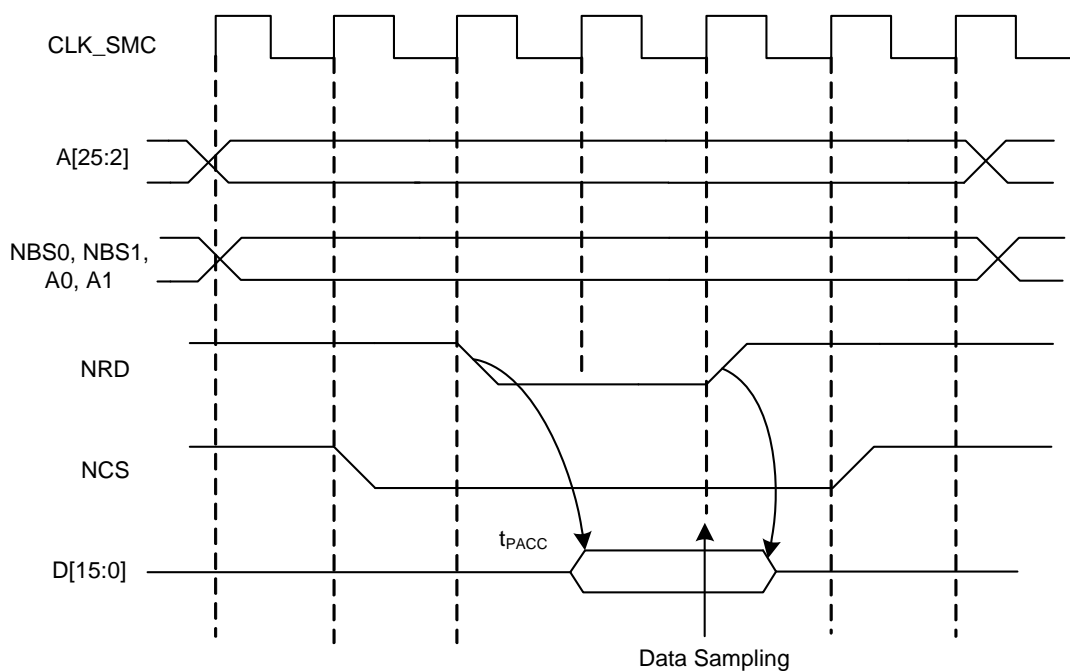 CLK_SMC
A[25:2]
NBS0, NBS1,
A0, A1
NRD
NCS
tPACC
D[15:0]
Data Sampling